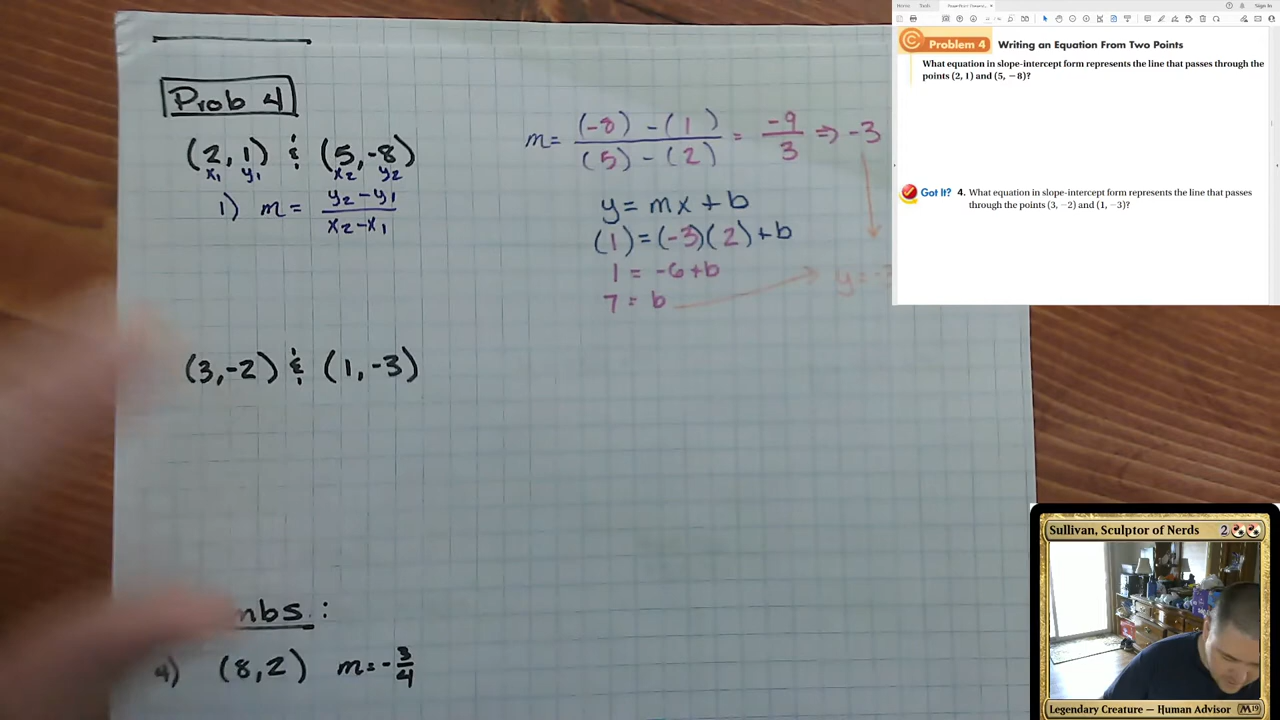 Prob 4
(2, 1) & (5, -8)
x₁ y₁ x₂ y₂
1) m = y₂-y₁ / x₂-x₁
m = (-8) - (1) / (5) - (2) = -9/3 ⇒ -3
y = mx + b
(1) = (-3)(2) + b
1 = -6 + b
7 = b → y = -
(3, -2) & (1, -3)
mbs :
4) (8, 2) m = -3/4
Sign In
C Problem 4 Writing an Equation From Two Points
What equation in slope-intercept form represents the line that passes through the
points (2, 1) and (5, −8)?
Got It? 4. What equation in slope-intercept form represents the line that passes
through the points (3, −2) and (1, −3)?
Sullivan, Sculptor of Nerds 2
Legendary Creature — Human Advisor M19